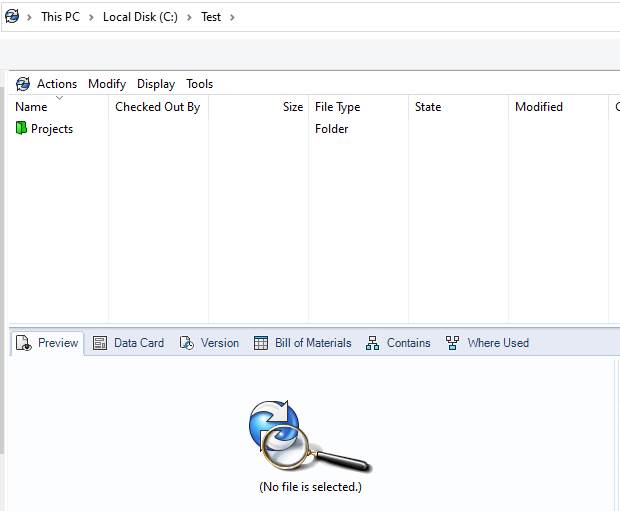 This PC > Local Disk (C:) > Test >
Actions Modify Display Tools
Name Checked Out By Size File Type State Modified
Projects Folder
Preview Data Card Version Bill of Materials Contains Where Used
(No file is selected.)